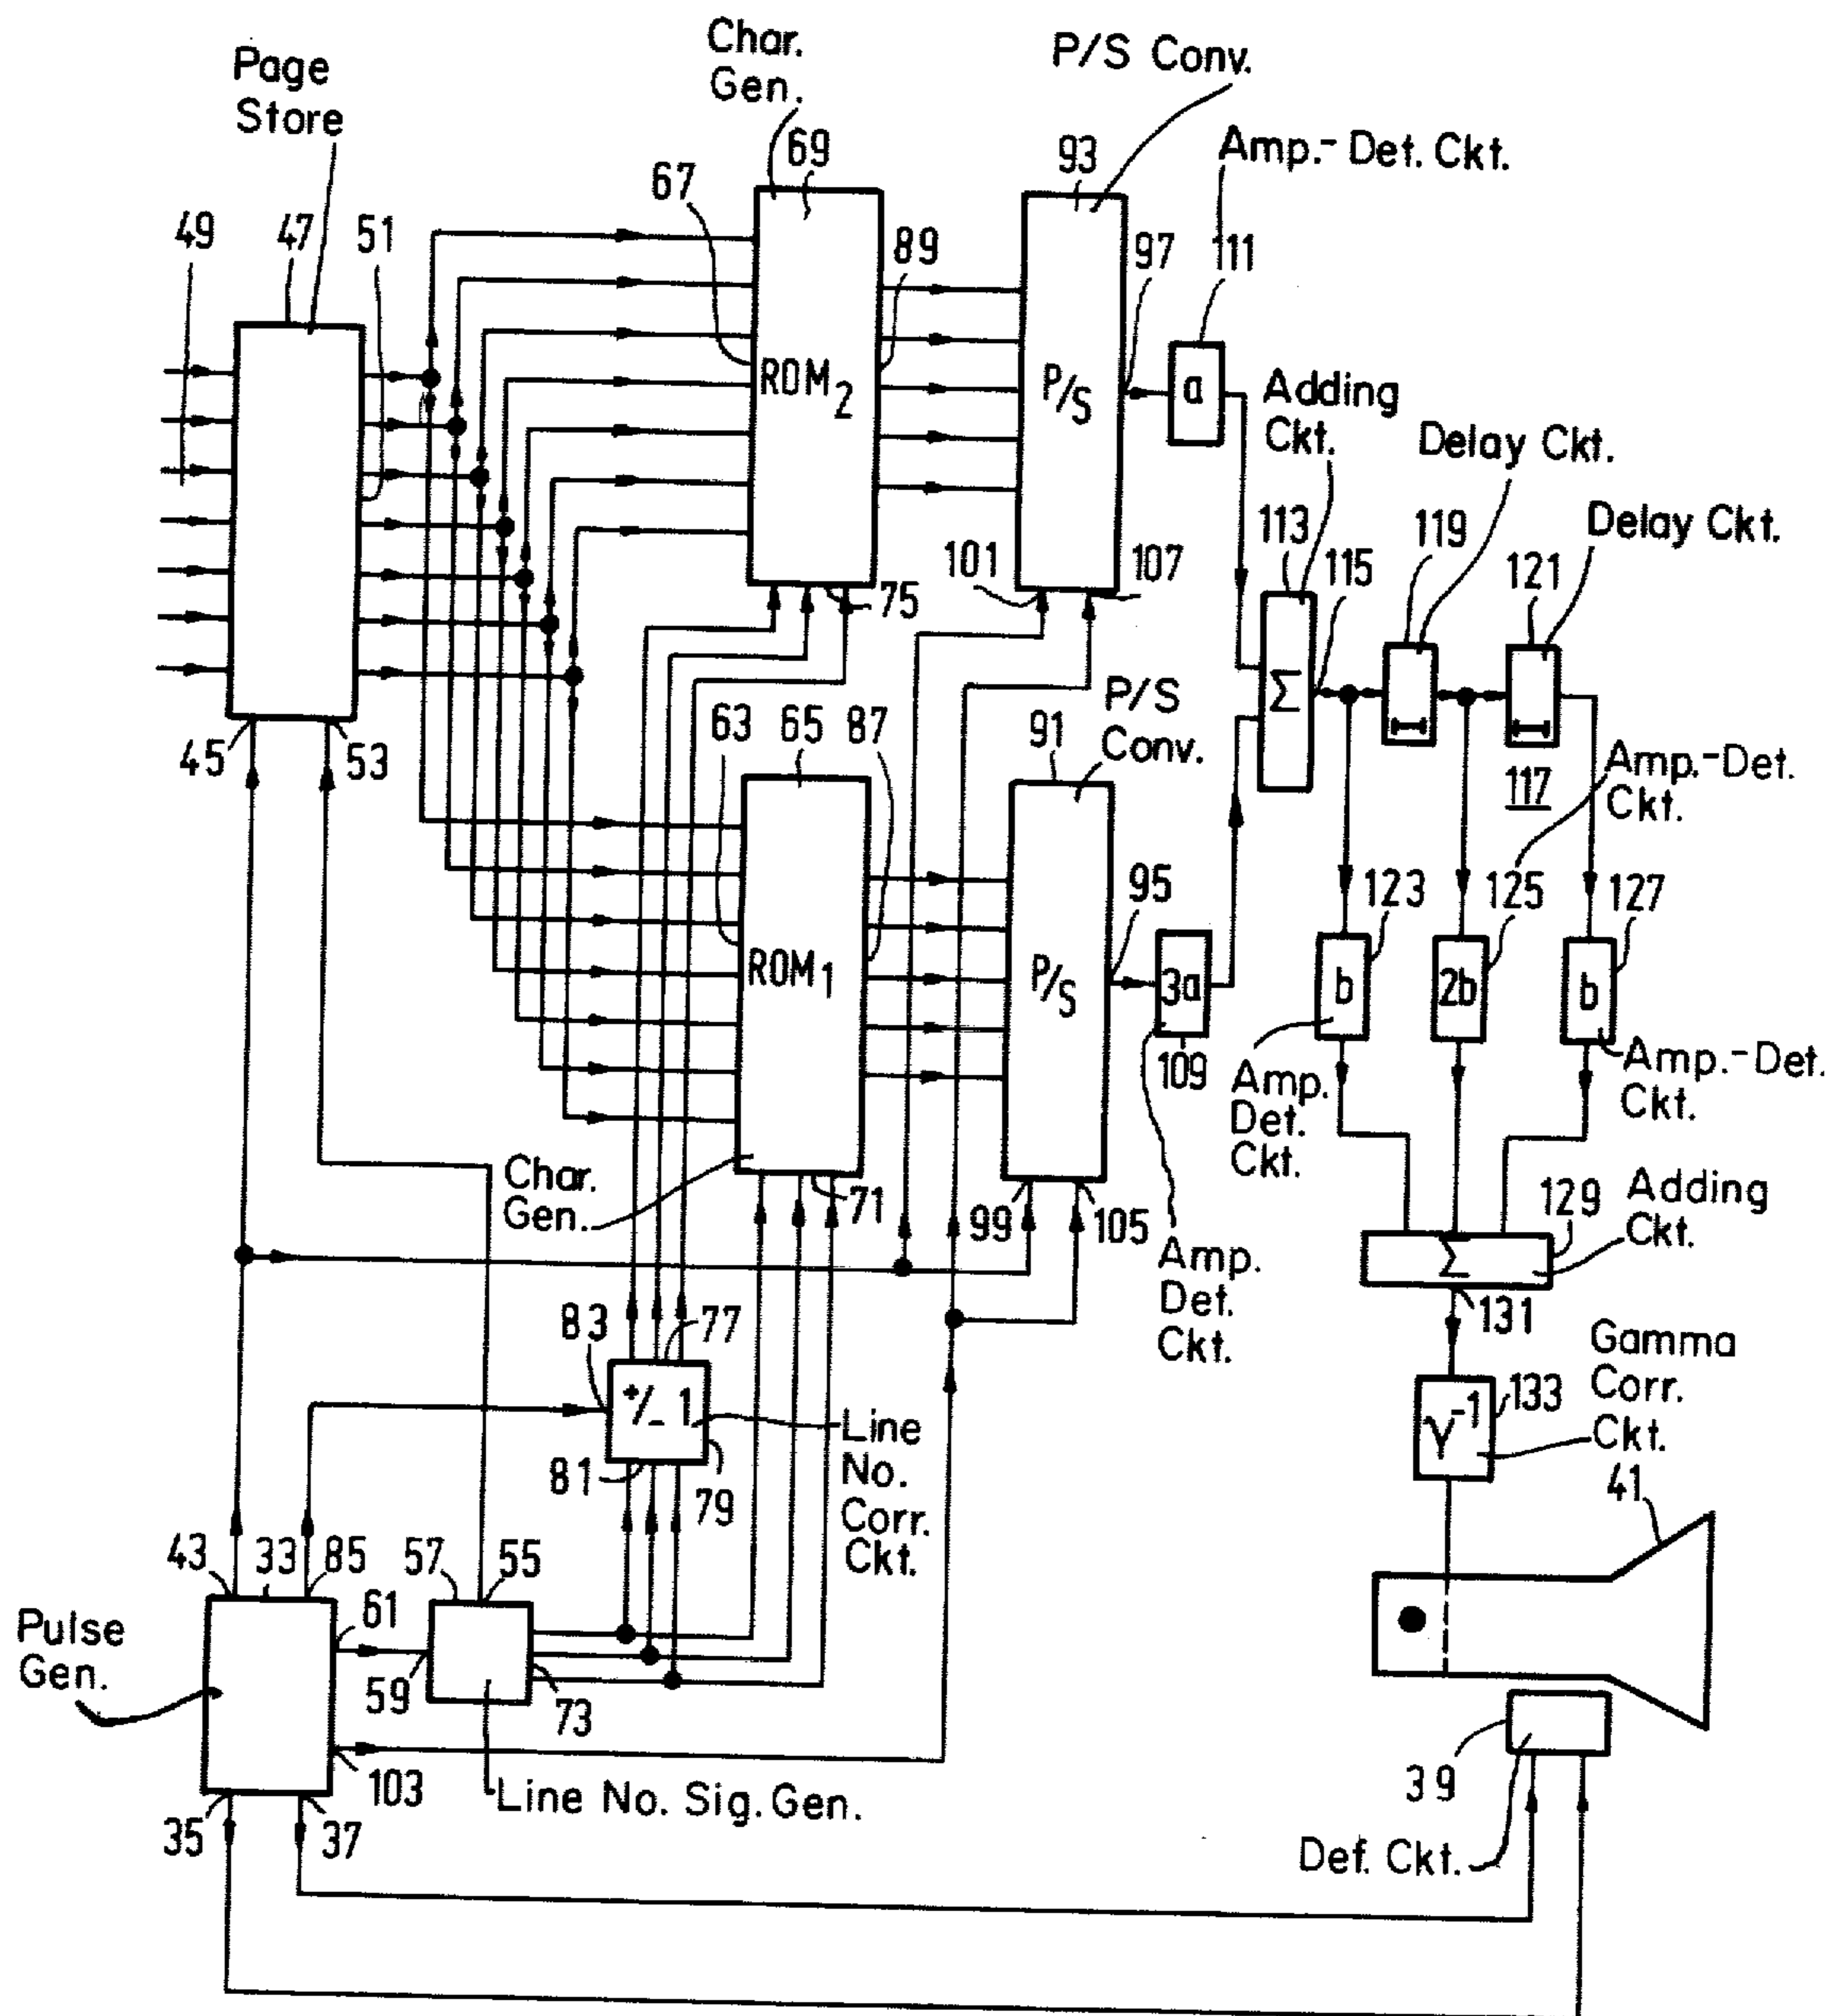 Page
Store
Char.
Gen.
P/S Conv.
Amp.- Det. Ckt.
49
47
51
67
69
89
93
97
111
ROM2
P/S
a
Adding
Ckt.
Delay Ckt.
Delay Ckt.
113
115
119
121
101
107
75
Σ
117
45
53
63
65
87
91
P/S
Conv.
Amp.-Det.
Ckt.
ROM1
P/S
95
3a
109
123
125
127
b
2b
b
Amp.
Det.
Ckt.
Amp.-Det.
Ckt.
Char.
Gen.
71
99
105
Amp.
Det.
Ckt.
129
Adding
Ckt.
Σ
131
83
77
+/- 1
81
79
Line
No.
Corr.
Ckt.
Gamma
Corr.
Ckt.
133
γ-1
41
43
33
85
57
55
61
59
73
Pulse
Gen.
103
Line No. Sig. Gen.
35
37
39
Def. Ckt.